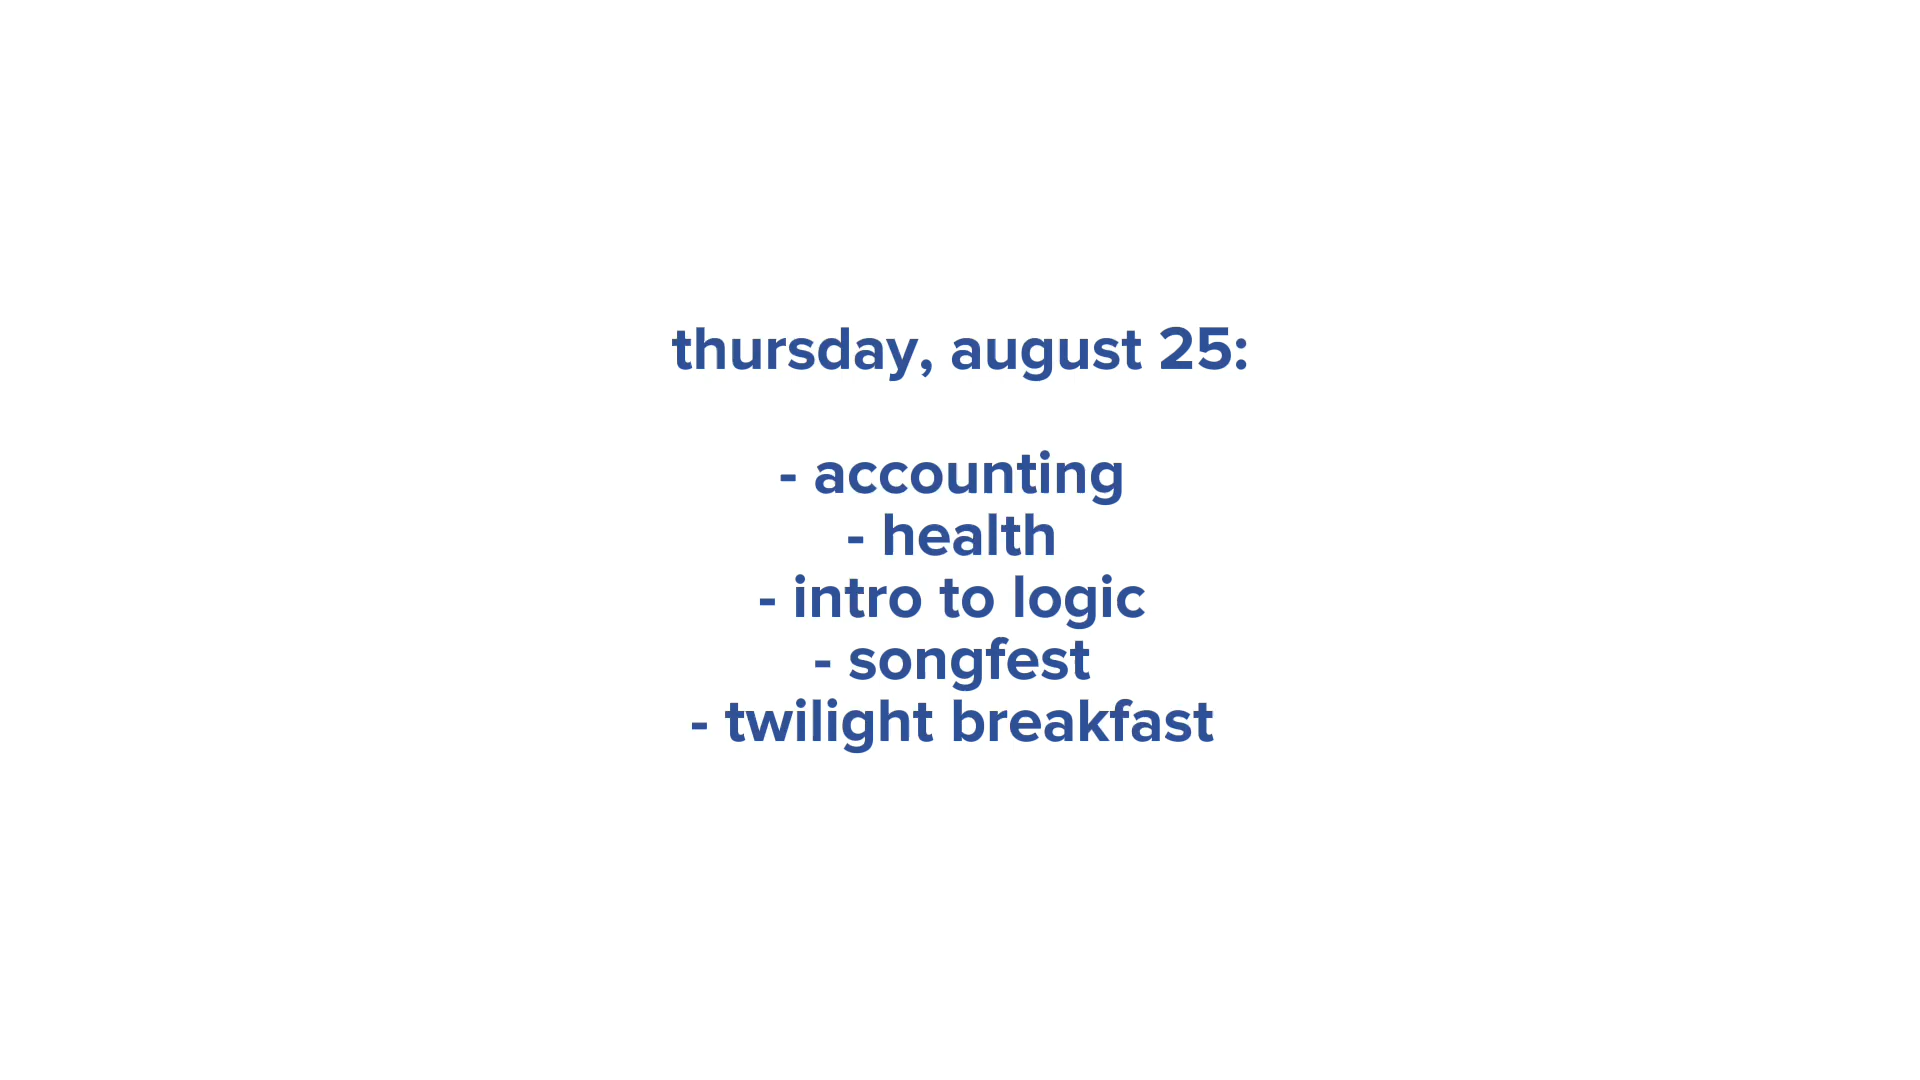 thursday, august 25:
- accounting
- health
- intro to logic
- songfest
- twilight breakfast